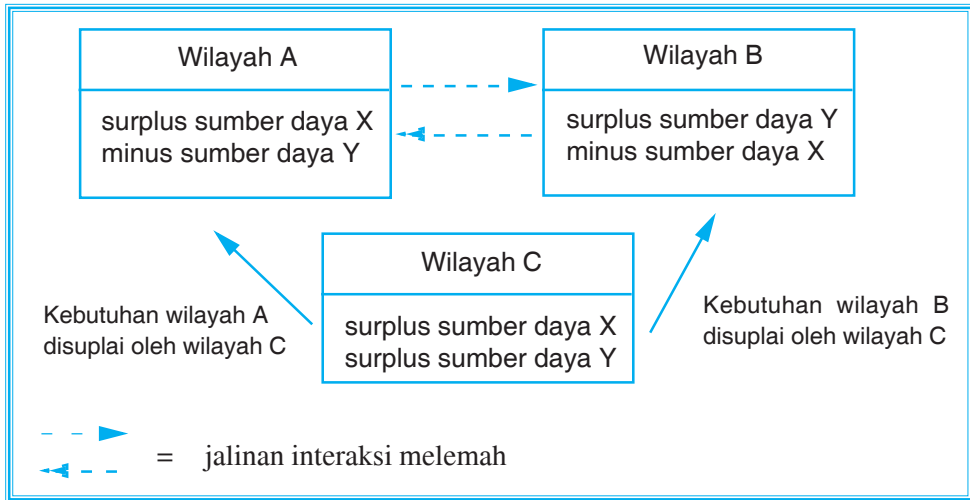 Wilayah A
surplus sumber daya X
minus sumber daya Y
Wilayah B
surplus sumber daya Y
minus sumber daya X
Wilayah C
surplus sumber daya X
surplus sumber daya Y
Kebutuhan wilayah A
disuplai oleh wilayah C
Kebutuhan wilayah B
disuplai oleh wilayah C
= jalinan interaksi melemah